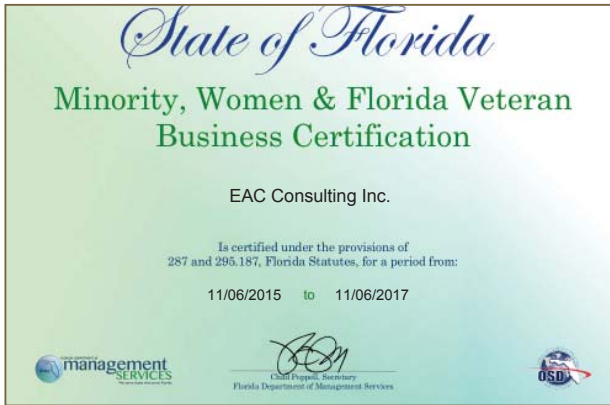 State of Florida
Minority, Women & Florida Veteran
Business Certification
EAC Consulting Inc.
Is certified under the provisions of
287 and 295.187, Florida Statutes, for a period from:
11/06/2015 to 11/06/2017
management
SERVICES
Chad Poppell, Secretary
Florida Department of Management Services
OSD